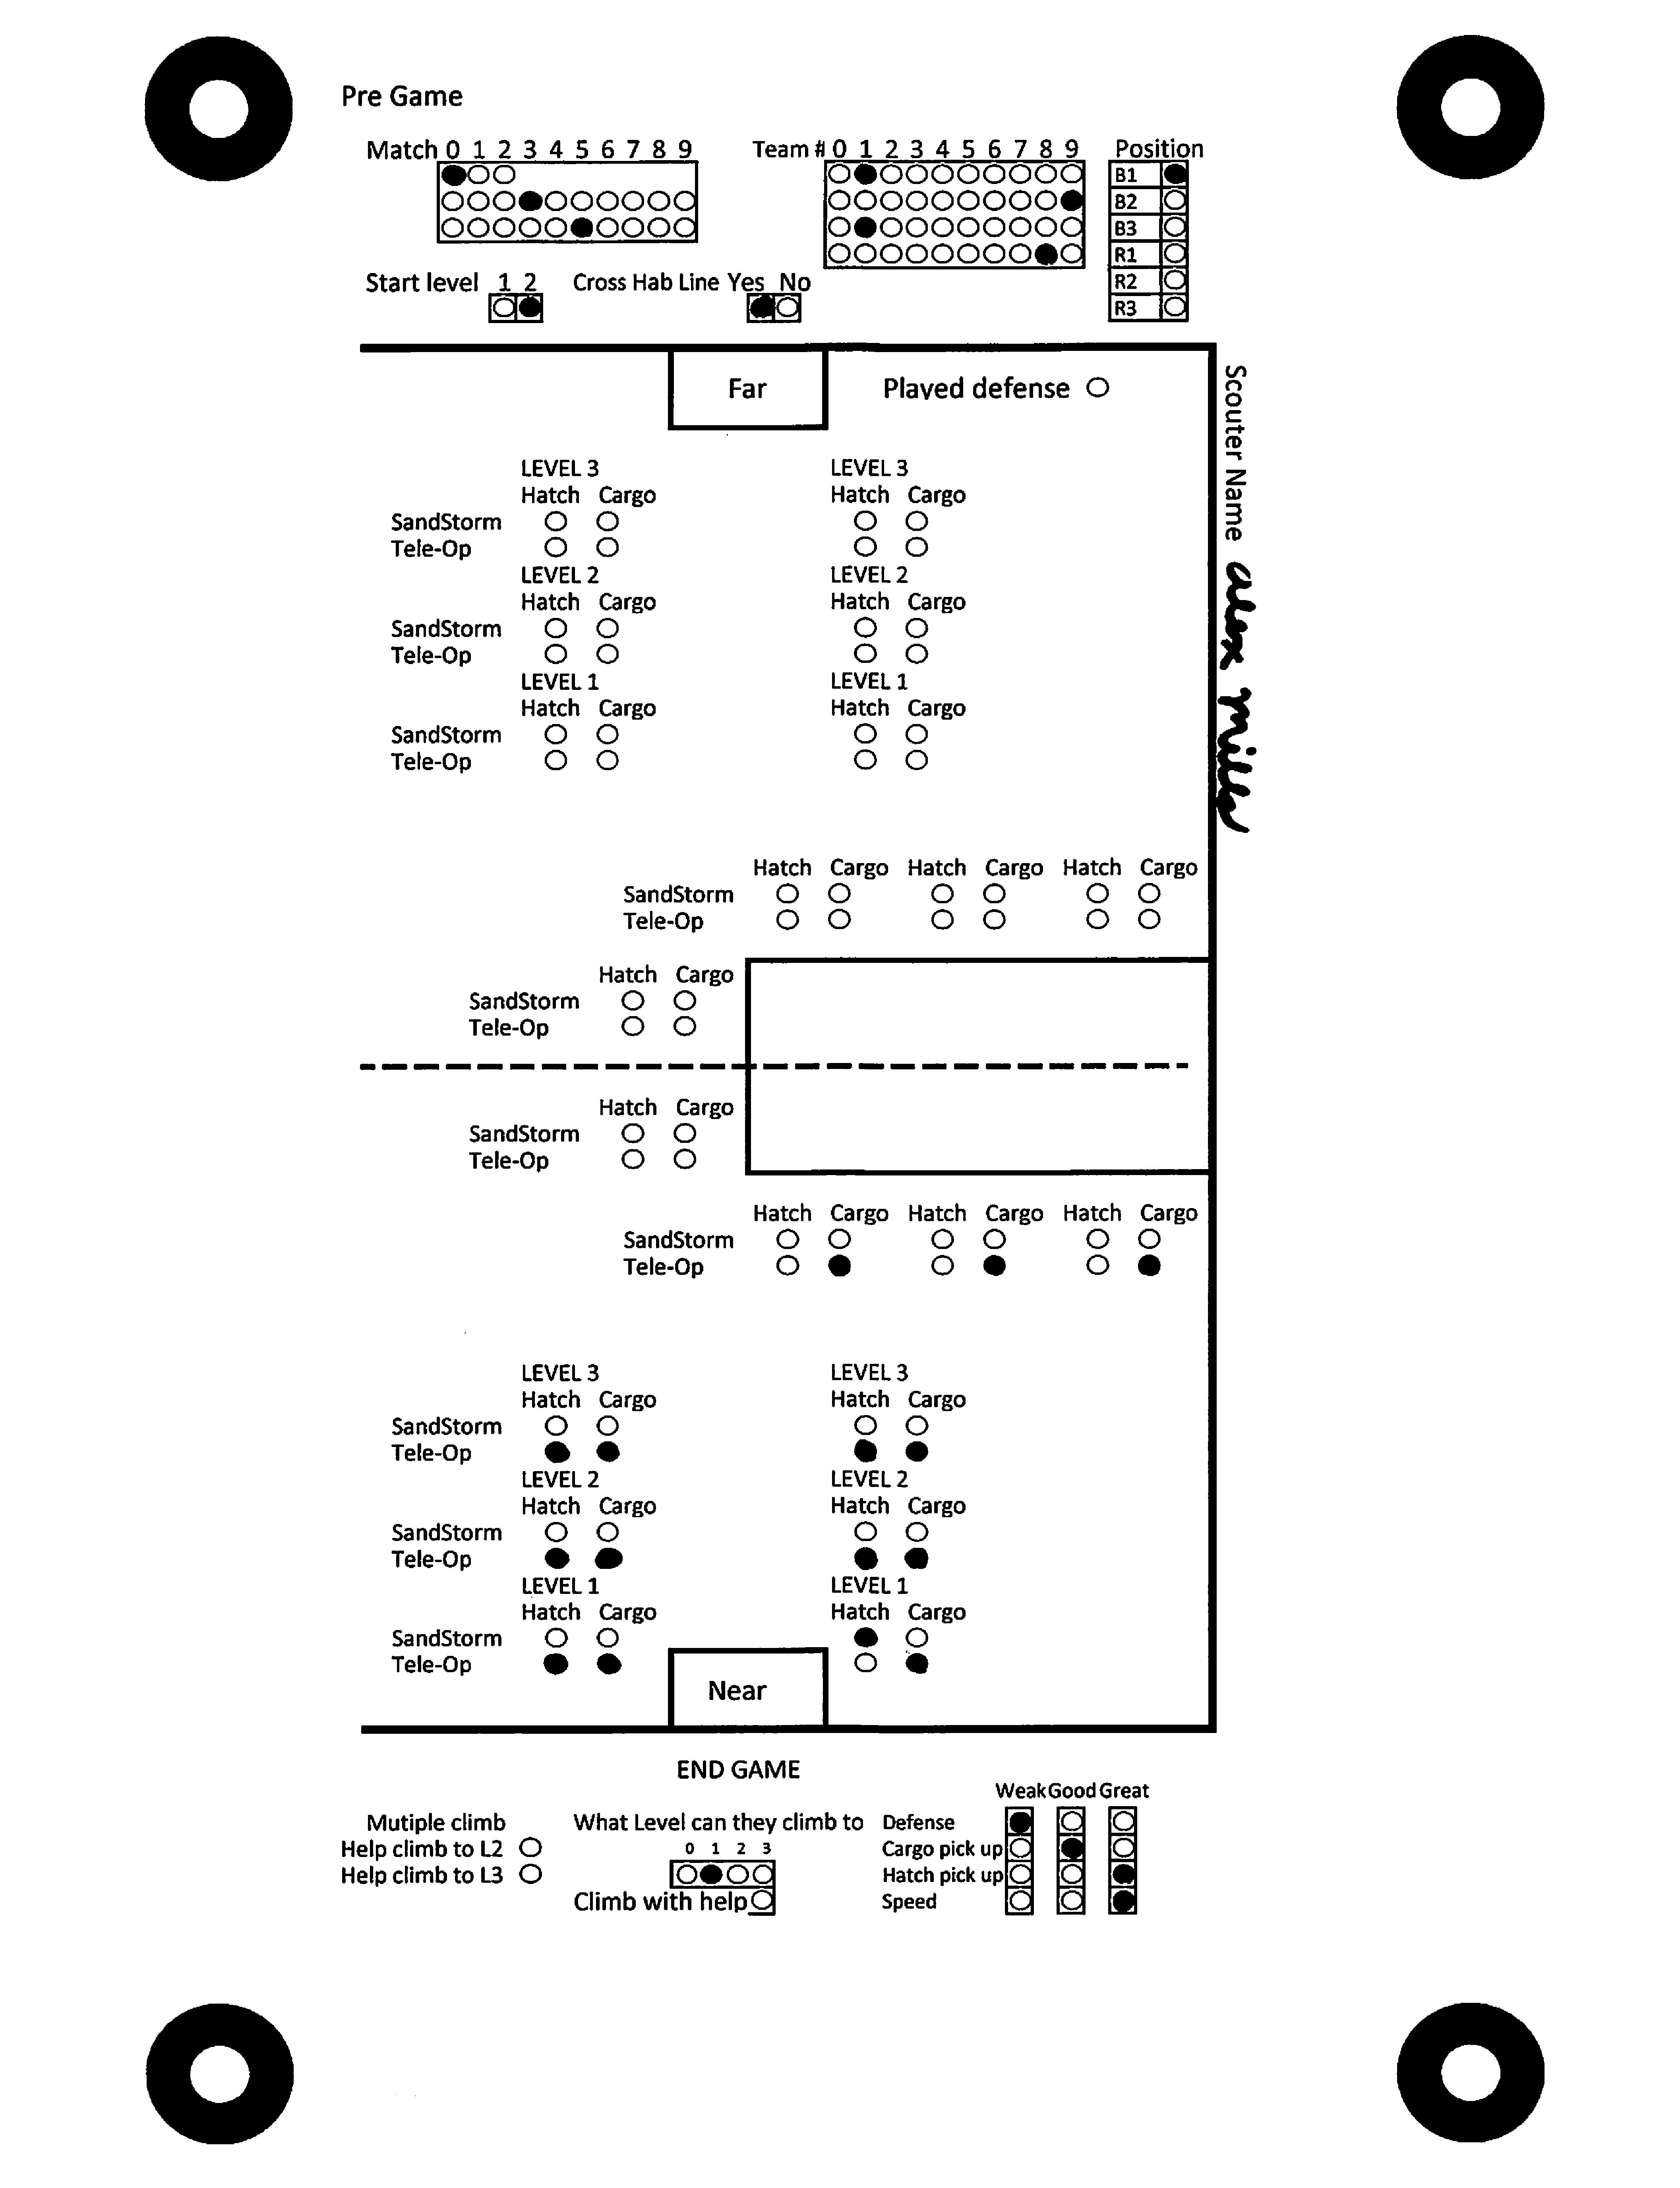 Pre Game
Match 0 1 2 3 4 5 6 7 8 9
Team # 0 1 2 3 4 5 6 7 8 9
Position
B1
B2
B3
R1
R2
R3
Start level 1 2
Cross Hab Line Yes No
Far
Played defense
Scouter Name alex miller
LEVEL 3 LEVEL 3
Hatch Cargo Hatch Cargo
SandStorm
Tele-Op
LEVEL 2 LEVEL 2
Hatch Cargo Hatch Cargo
SandStorm
Tele-Op
LEVEL 1 LEVEL 1
Hatch Cargo Hatch Cargo
SandStorm
Tele-Op
Hatch Cargo Hatch Cargo Hatch Cargo
SandStorm
Tele-Op
Hatch Cargo
SandStorm
Tele-Op
Hatch Cargo
SandStorm
Tele-Op
Hatch Cargo Hatch Cargo Hatch Cargo
SandStorm
Tele-Op
LEVEL 3 LEVEL 3
Hatch Cargo Hatch Cargo
SandStorm
Tele-Op
LEVEL 2 LEVEL 2
Hatch Cargo Hatch Cargo
SandStorm
Tele-Op
LEVEL 1 LEVEL 1
Hatch Cargo Hatch Cargo
SandStorm
Tele-Op
Near
END GAME
Mutiple climb
Help climb to L2
Help climb to L3
What Level can they climb to
0 1 2 3
Climb with help
Weak Good Great
Defense
Cargo pick up
Hatch pick up
Speed